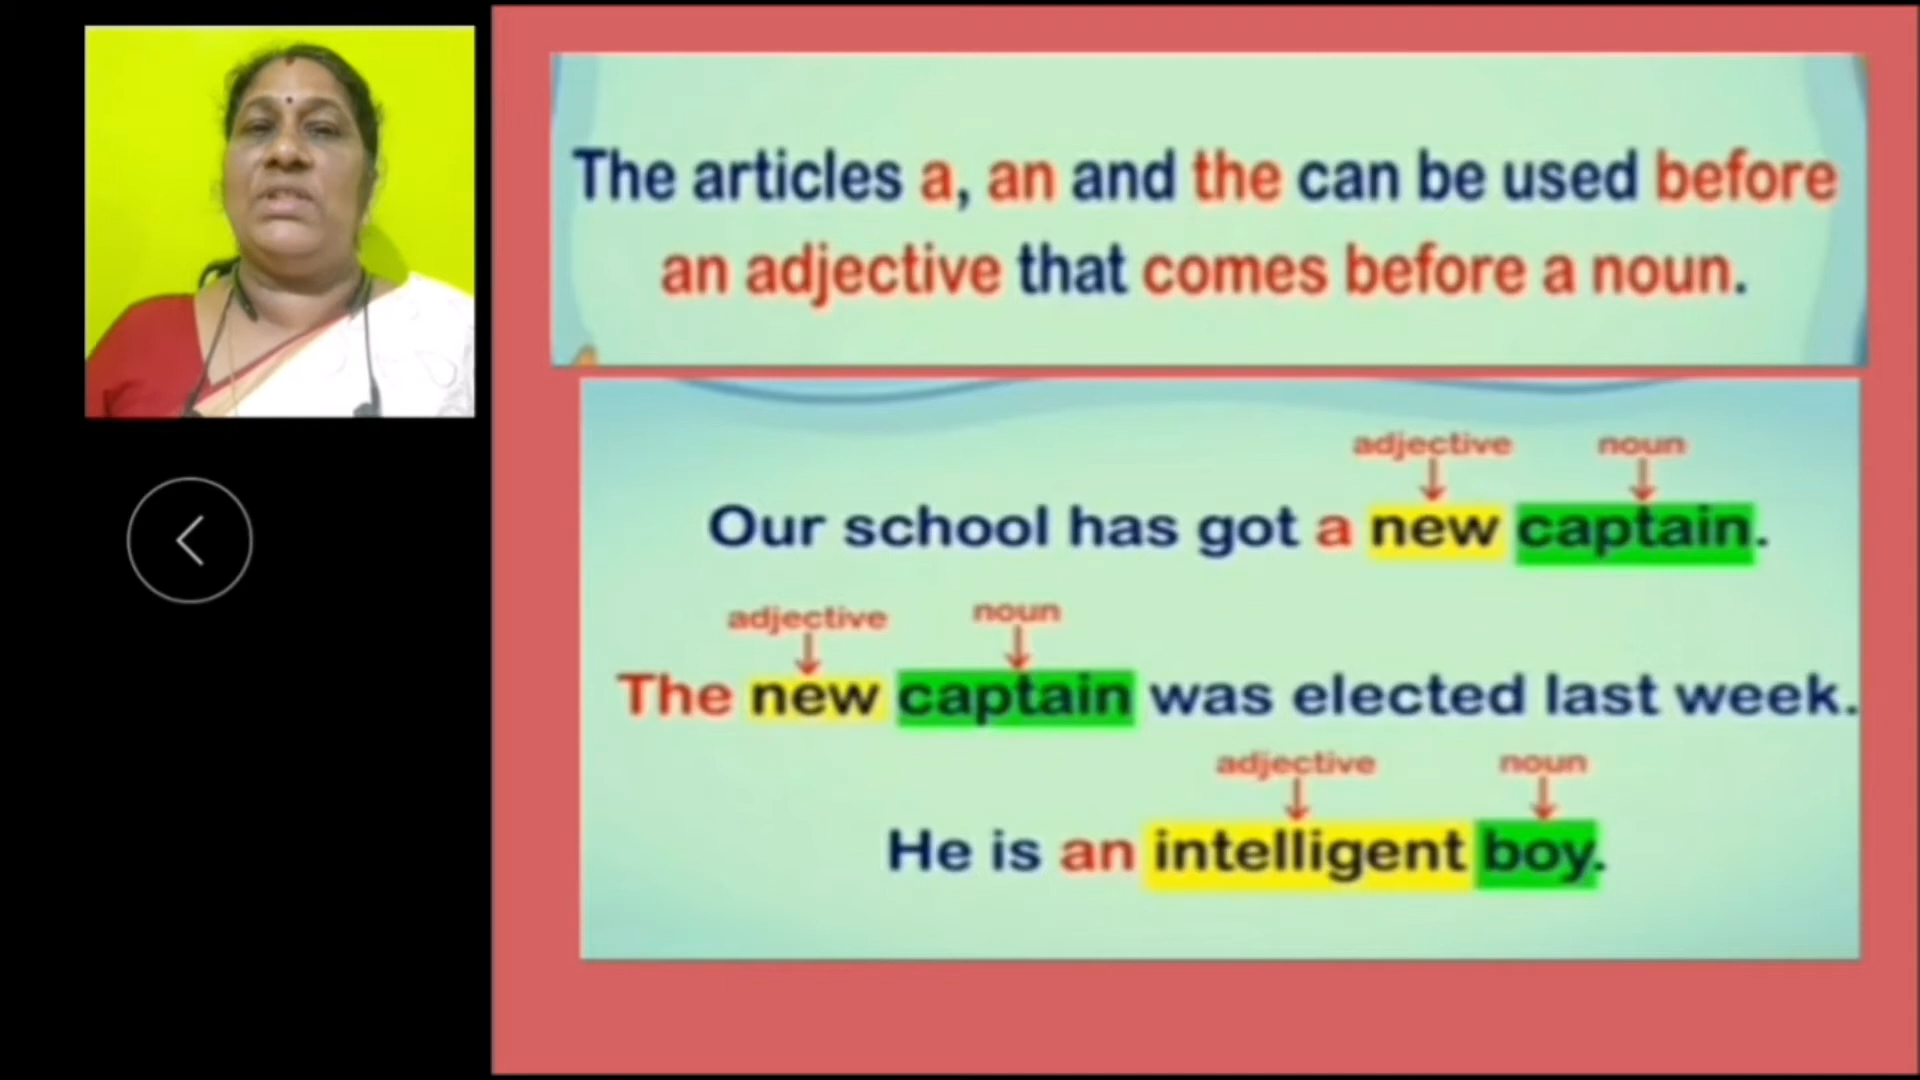 The articles a, an and the can be used before
an adjective that comes before a noun.
adjective noun
Our school has got a new captain.
adjective noun
The new captain was elected last week.
adjective noun
He is an intelligent boy.